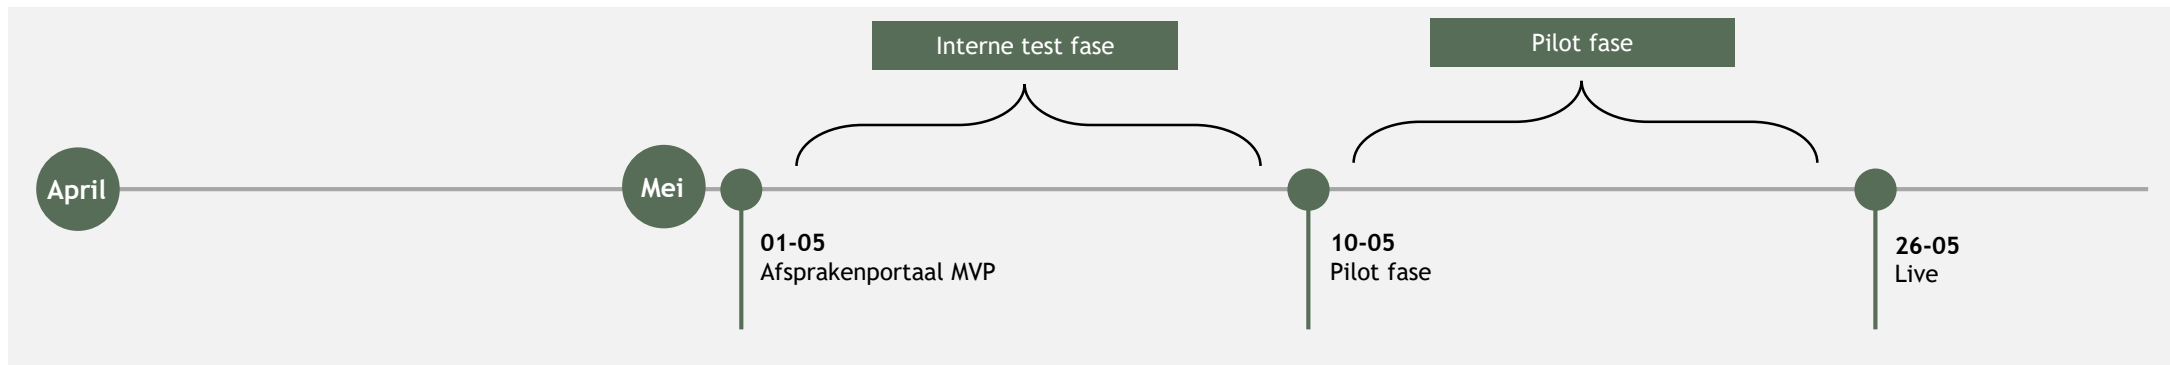 Interne test fase
Pilot fase
April
Mei
01-05
Afsprakenportaal MVP
10-05
Pilot fase
26-05
Live